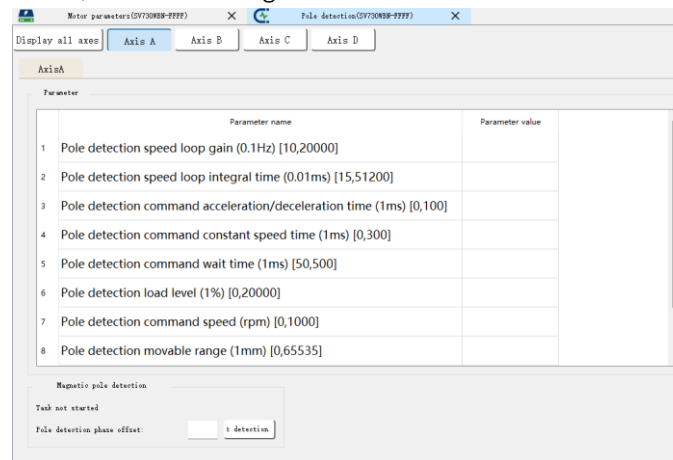 Motor parameters(SV730WBN-FFFF) X Pole detection(SV730WBN-FFFF) X
Display all axes Axis A Axis B Axis C Axis D
AxisA
Parameter
Parameter name Parameter value
1 Pole detection speed loop gain (0.1Hz) [10,20000]
2 Pole detection speed loop integral time (0.01ms) [15,51200]
3 Pole detection command acceleration/deceleration time (1ms) [0,100]
4 Pole detection command constant speed time (1ms) [0,300]
5 Pole detection command wait time (1ms) [50,500]
6 Pole detection load level (1%) [0,20000]
7 Pole detection command speed (rpm) [0,1000]
8 Pole detection movable range (1mm) [0,65535]
Magnetic pole detection
Task not started
Pole detection phase offset: t detection